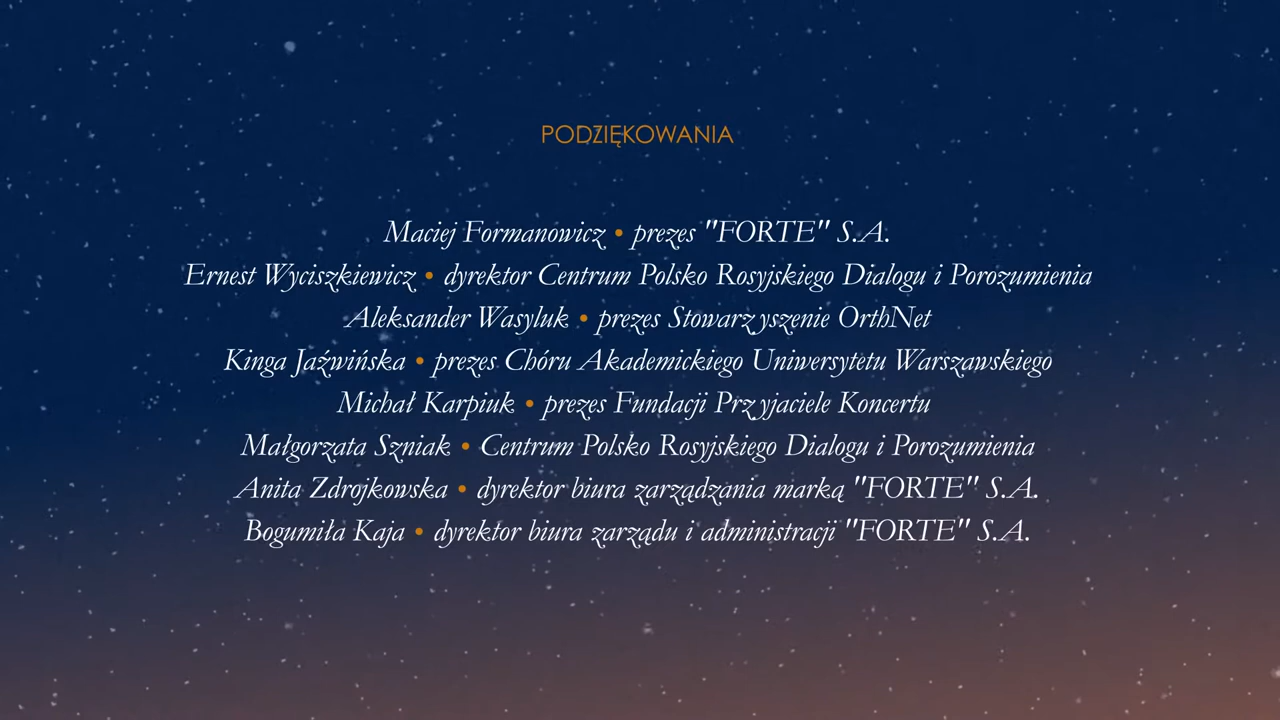 PODZIĘKOWANIA
Maciej Formanowicz • prezes "FORTE" S.A.
Ernest Wyciszkiewicz • dyrektor Centrum Polsko Rosyjskiego Dialogu i Porozumienia
Aleksander Wasyluk • prezes Stowarzyszenie OrthNet
Kinga Jaźwińska • prezes Chóru Akademickiego Uniwersytetu Warszawskiego
Michał Karpiuk • prezes Fundacji Przyjaciele Koncertu
Małgorzata Szniak • Centrum Polsko Rosyjskiego Dialogu i Porozumienia
Anita Zdrojkowska • dyrektor biura zarządzania marką "FORTE" S.A.
Bogumiła Kaja • dyrektor biura zarządu i administracji "FORTE" S.A.